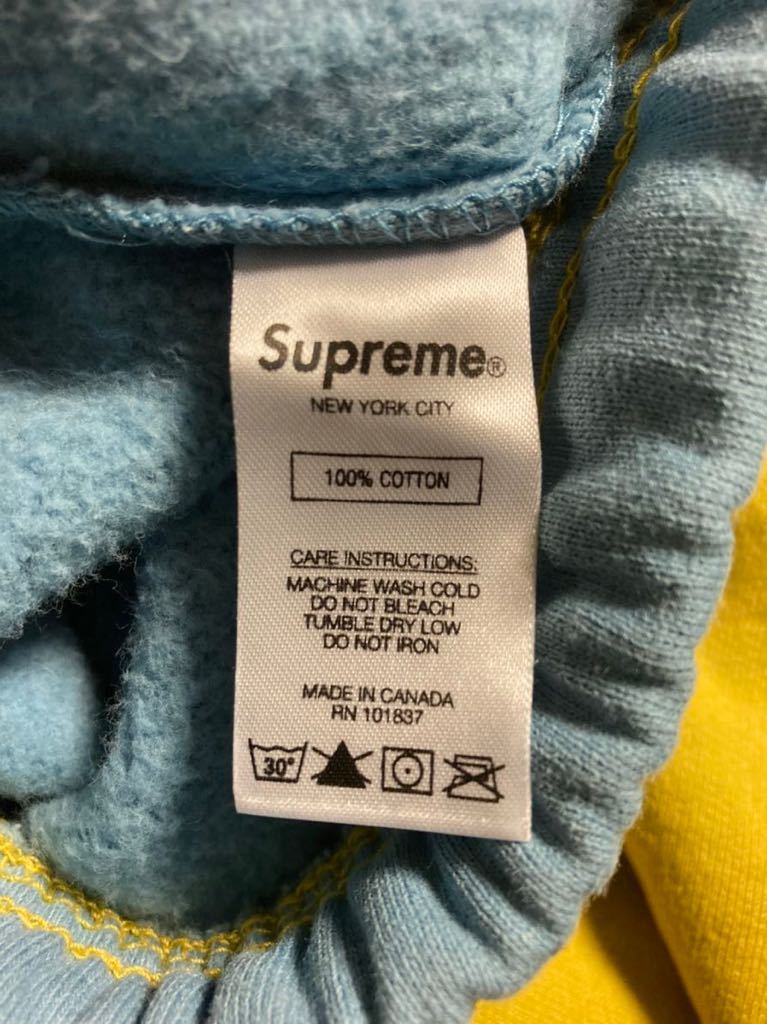 Supreme®
NEW YORK CITY
100% COTTON
CARE INSTRUCTIONS:
MACHINE WASH COLD
DO NOT BLEACH
TUMBLE DRY LOW
DO NOT IRON
MADE IN CANADA
RN 101837
30°